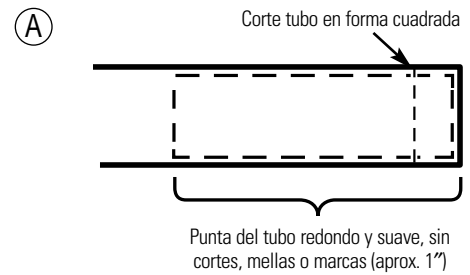 A
Corte tubo en forma cuadrada
Punta del tubo redondo y suave, sin
cortes, mellas o marcas (aprox. 1″)